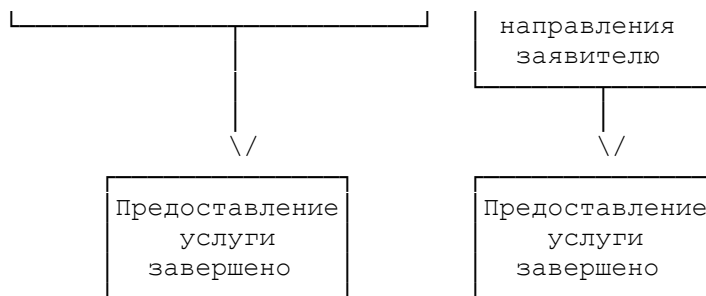 направления
заявителю
\/ \/
Предоставление Предоставление
услуги услуги
завершено завершено